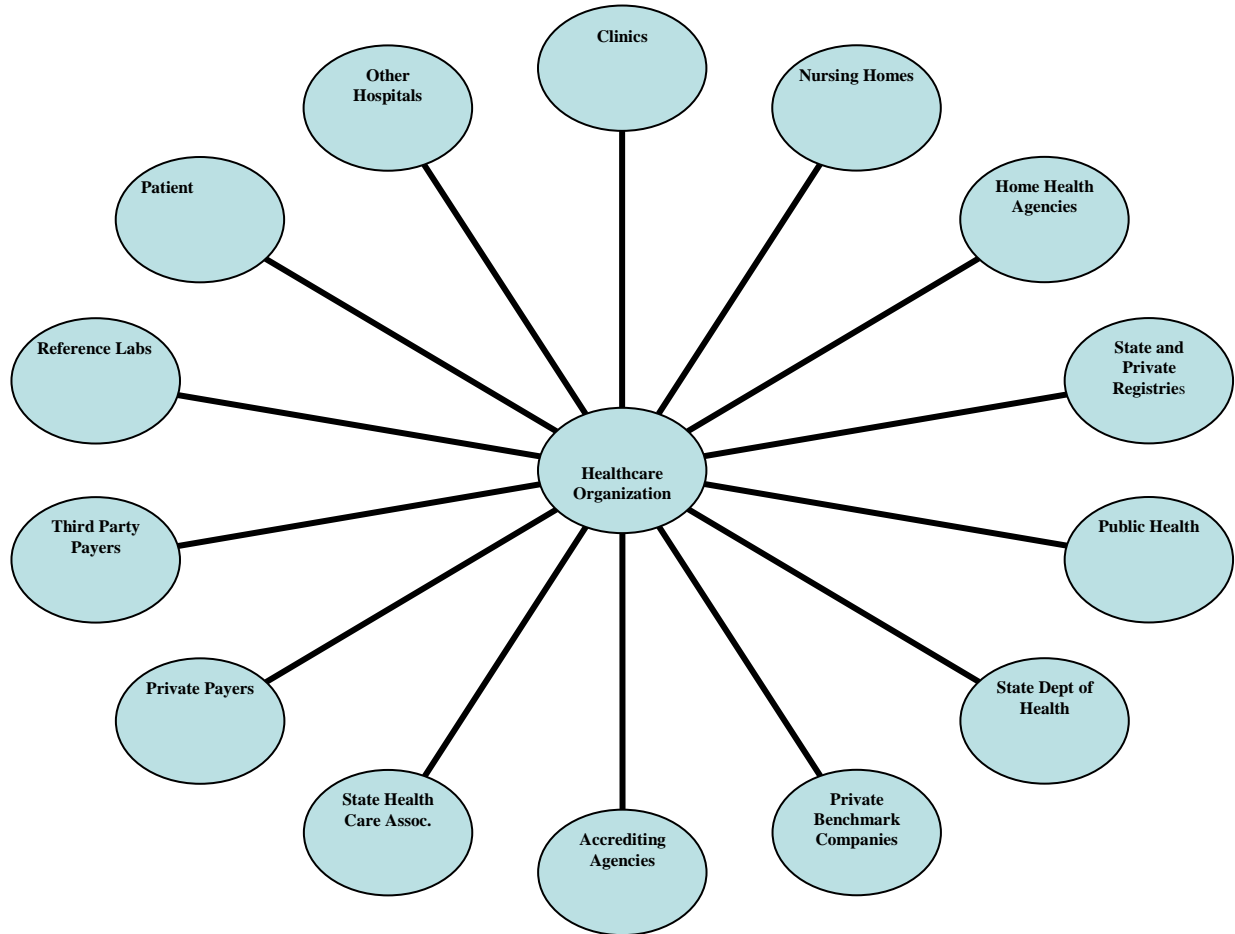 Clinics
Nursing Homes
Home Health
Agencies
State and
Private
Registries
Public Health
State Dept of
Health
Private
Benchmark
Companies
Accrediting
Agencies
State Health
Care Assoc.
Private Payers
Third Party
Payers
Reference Labs
Patient
Other
Hospitals
Healthcare
Organization